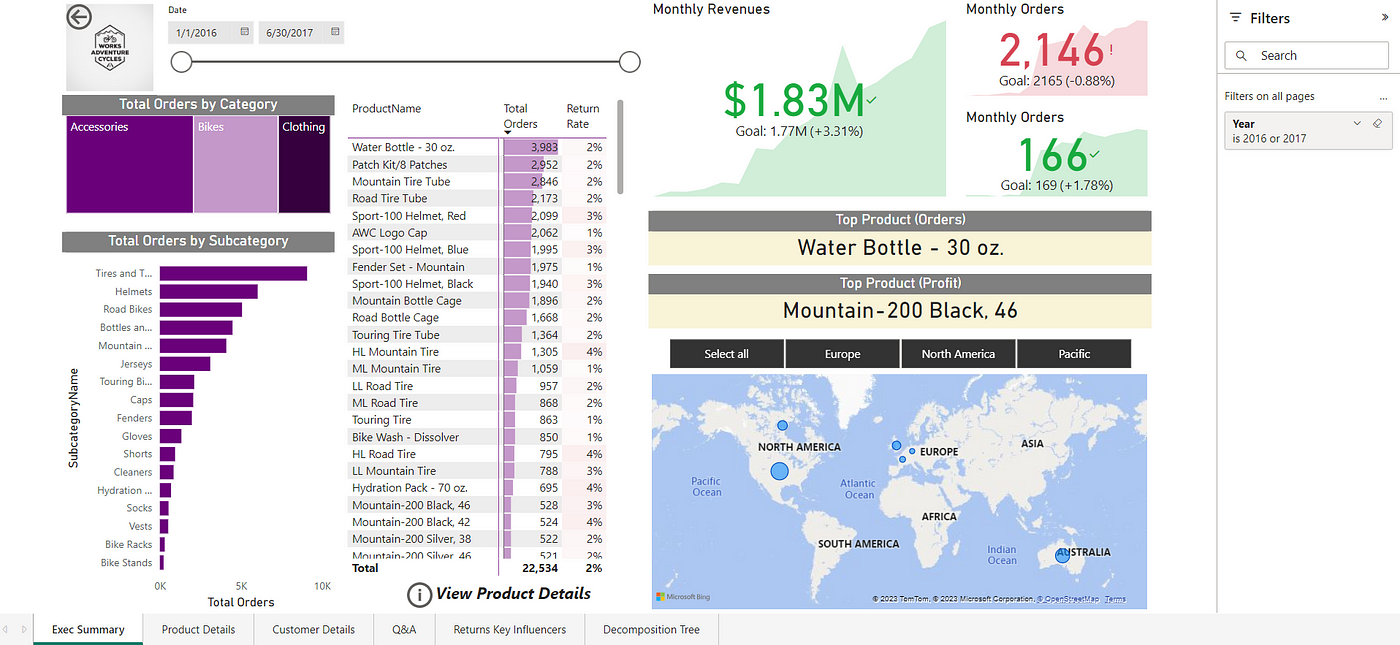 WORKS
ADVENTURE
CYCLES
Date
1/1/2016
6/30/2017
Total Orders by Category
Accessories
Bikes
Clothing
Total Orders by Subcategory
SubcategoryName
Tires and T...
Helmets
Road Bikes
Bottles an...
Mountain ...
Jerseys
Touring Bi...
Caps
Fenders
Gloves
Shorts
Cleaners
Hydration ...
Socks
Vests
Bike Racks
Bike Stands
0K 5K 10K
Total Orders
ProductName Total Orders Return Rate
Water Bottle - 30 oz. 3,983 2%
Patch Kit/8 Patches 2,952 2%
Mountain Tire Tube 2,846 2%
Road Tire Tube 2,173 2%
Sport-100 Helmet, Red 2,099 3%
AWC Logo Cap 2,062 1%
Sport-100 Helmet, Blue 1,995 3%
Fender Set - Mountain 1,975 1%
Sport-100 Helmet, Black 1,940 3%
Mountain Bottle Cage 1,896 2%
Road Bottle Cage 1,668 2%
Touring Tire Tube 1,364 2%
HL Mountain Tire 1,305 4%
ML Mountain Tire 1,059 1%
LL Road Tire 957 2%
ML Road Tire 868 2%
Touring Tire 863 1%
Bike Wash - Dissolver 850 1%
HL Road Tire 795 4%
LL Mountain Tire 788 3%
Hydration Pack - 70 oz. 695 4%
Mountain-200 Black, 46 528 3%
Mountain-200 Black, 42 524 4%
Mountain-200 Silver, 38 522 2%
Mountain-200 Silver, 46 521 2%
Total 22,534 2%
View Product Details
Monthly Revenues
$1.83M
Goal: 1.77M (+3.31%)
Monthly Orders
2,146!
Goal: 2165 (-0.88%)
Monthly Orders
166
Goal: 169 (+1.78%)
Top Product (Orders)
Water Bottle - 30 oz.
Top Product (Profit)
Mountain-200 Black, 46
Select all
Europe
North America
Pacific
NORTH AMERICA
EUROPE
ASIA
Pacific
Ocean
Atlantic
Ocean
AFRICA
SOUTH AMERICA
Indian
Ocean
AUSTRALIA
Microsoft Bing
© 2023 TomTom, © 2023 Microsoft Corporation, © OpenStreetMap Terms
Filters
Search
Filters on all pages ...
Year
is 2016 or 2017
Exec Summary
Product Details
Customer Details
Q&A
Returns Key Influencers
Decomposition Tree